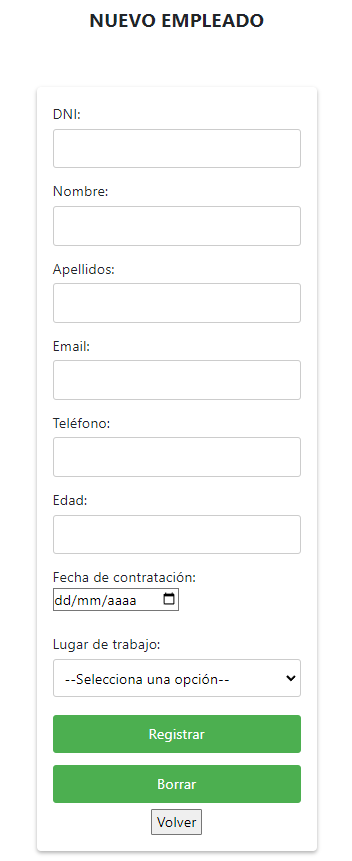 NUEVO EMPLEADO
DNI:
Nombre:
Apellidos:
Email:
Teléfono:
Edad:
Fecha de contratación:
dd/mm/aaaa
Lugar de trabajo:
--Selecciona una opción--
Registrar
Borrar
Volver